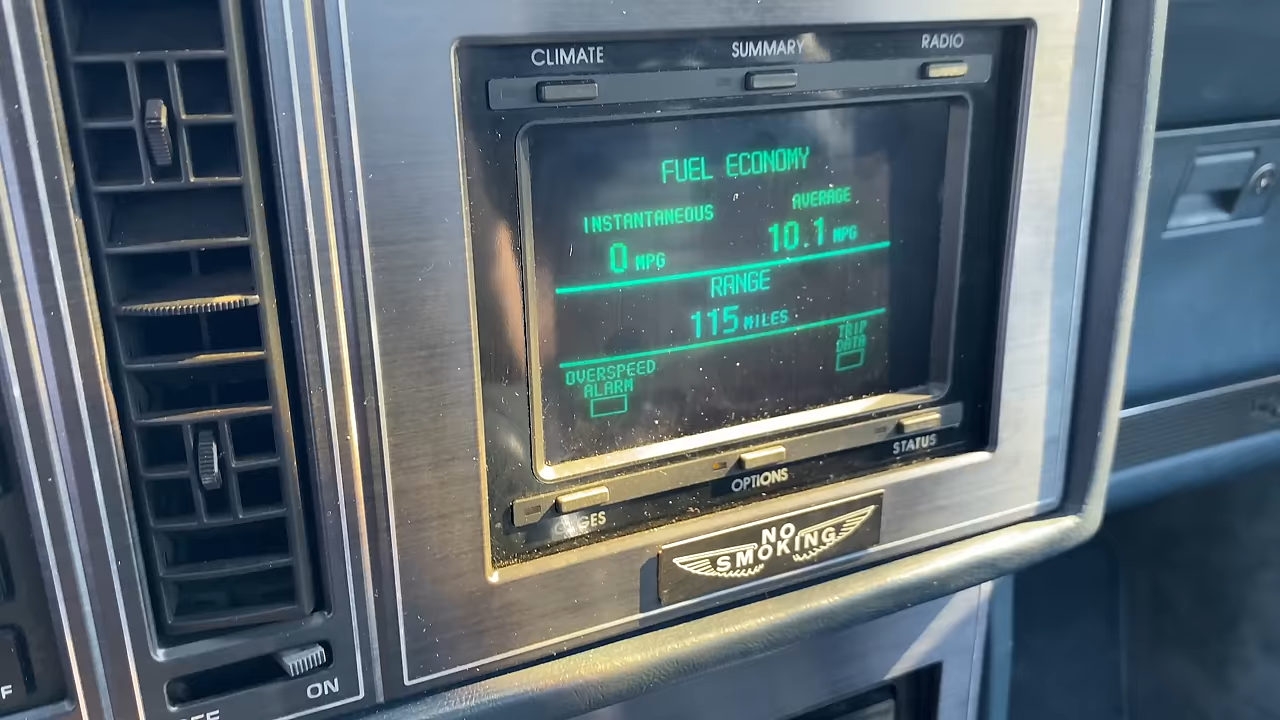 CLIMATE SUMMARY RADIO
FUEL ECONOMY
INSTANTANEOUS AVERAGE
0 MPG 10.1 MPG
RANGE
115 MILES
OVERSPEED
ALARM
TRIP
DATA
STATUS
OPTIONS
NO
SMOKING
ON
F